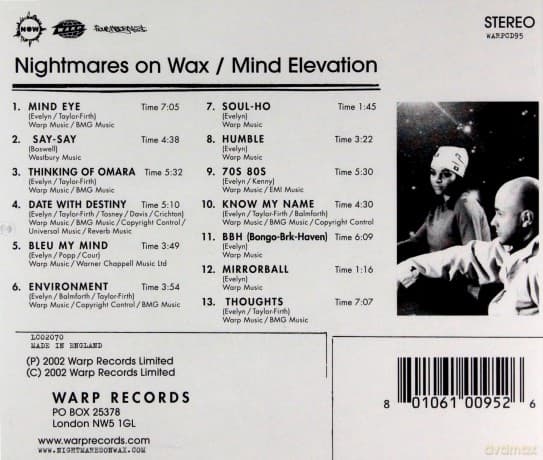 NOW
STEREO
WARPCD95
Nightmares on Wax / Mind Elevation
1. MIND EYE Time 7:05
(Evelyn / Taylor-Firth)
Warp Music / BMG Music
2. SAY-SAY Time 4:38
(Boswell)
Westbury Music
3. THINKING OF OMARA Time 5:32
(Evelyn / Taylor-Firth)
Warp Music / BMG Music
4. DATE WITH DESTINY Time 5:10
(Evelyn / Taylor-Firth / Tosney / Davis / Crichton)
Warp Music / BMG Music / Copyright Control /
Universal Music / Reverb Music
5. BLEU MY MIND Time 3:49
(Evelyn / Popp / Cour)
Warp Music / Warner Chappell Music Ltd
6. ENVIRONMENT Time 3:54
(Evelyn / Balmforth / Taylor-Firth)
Warp Music / Copyright Control / BMG Music
7. SOUL-HO Time 1:45
(Evelyn)
Warp Music
8. HUMBLE Time 3:22
(Evelyn)
Warp Music
9. 70S 80S Time 5:30
(Evelyn / Kenny)
Warp Music / EMI Music
10. KNOW MY NAME Time 4:30
(Evelyn / Taylor-Firth / Balmforth)
Warp Music / BMG Music / Copyright Control
11. BBH (Bongo-Brk-Haven) Time 6:09
(Evelyn)
Warp Music
12. MIRRORBALL Time 1:16
(Evelyn)
Warp Music
13. THOUGHTS Time 7:07
(Evelyn / Taylor-Firth)
Warp Music / BMG Music
LC02070
MADE IN ENGLAND
(P) 2002 Warp Records Limited
(C) 2002 Warp Records Limited
WARP RECORDS
PO BOX 25378
London NW5 1GL
www.warprecords.com
WWW.NIGHTMARESONWAX.COM
8 01061 00952 6
avdmax